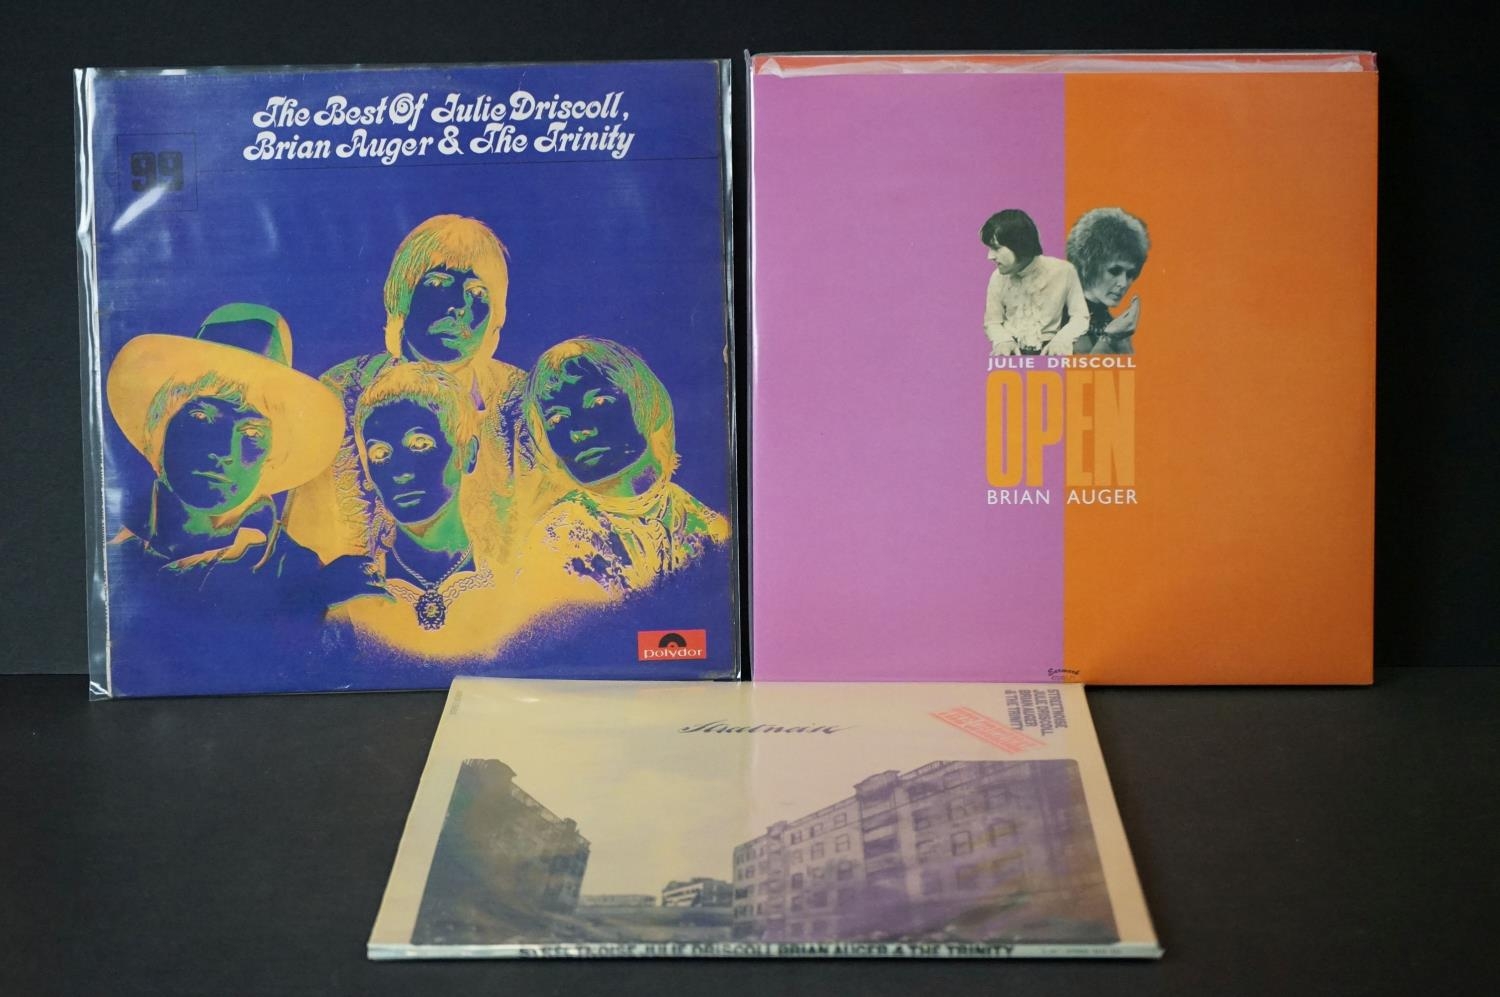 The Best Of Julie Driscoll,
Brian Auger & The Trinity
99
polydor
JULIE DRISCOLL
OPEN
BRIAN AUGER
Earmark
Streetnoise
STREETNOISE
JULIE DRISCOLL
BRIAN AUGER
& THE TRINITY
STREETNOISE JULIE DRISCOLL BRIAN AUGER & THE TRINITY